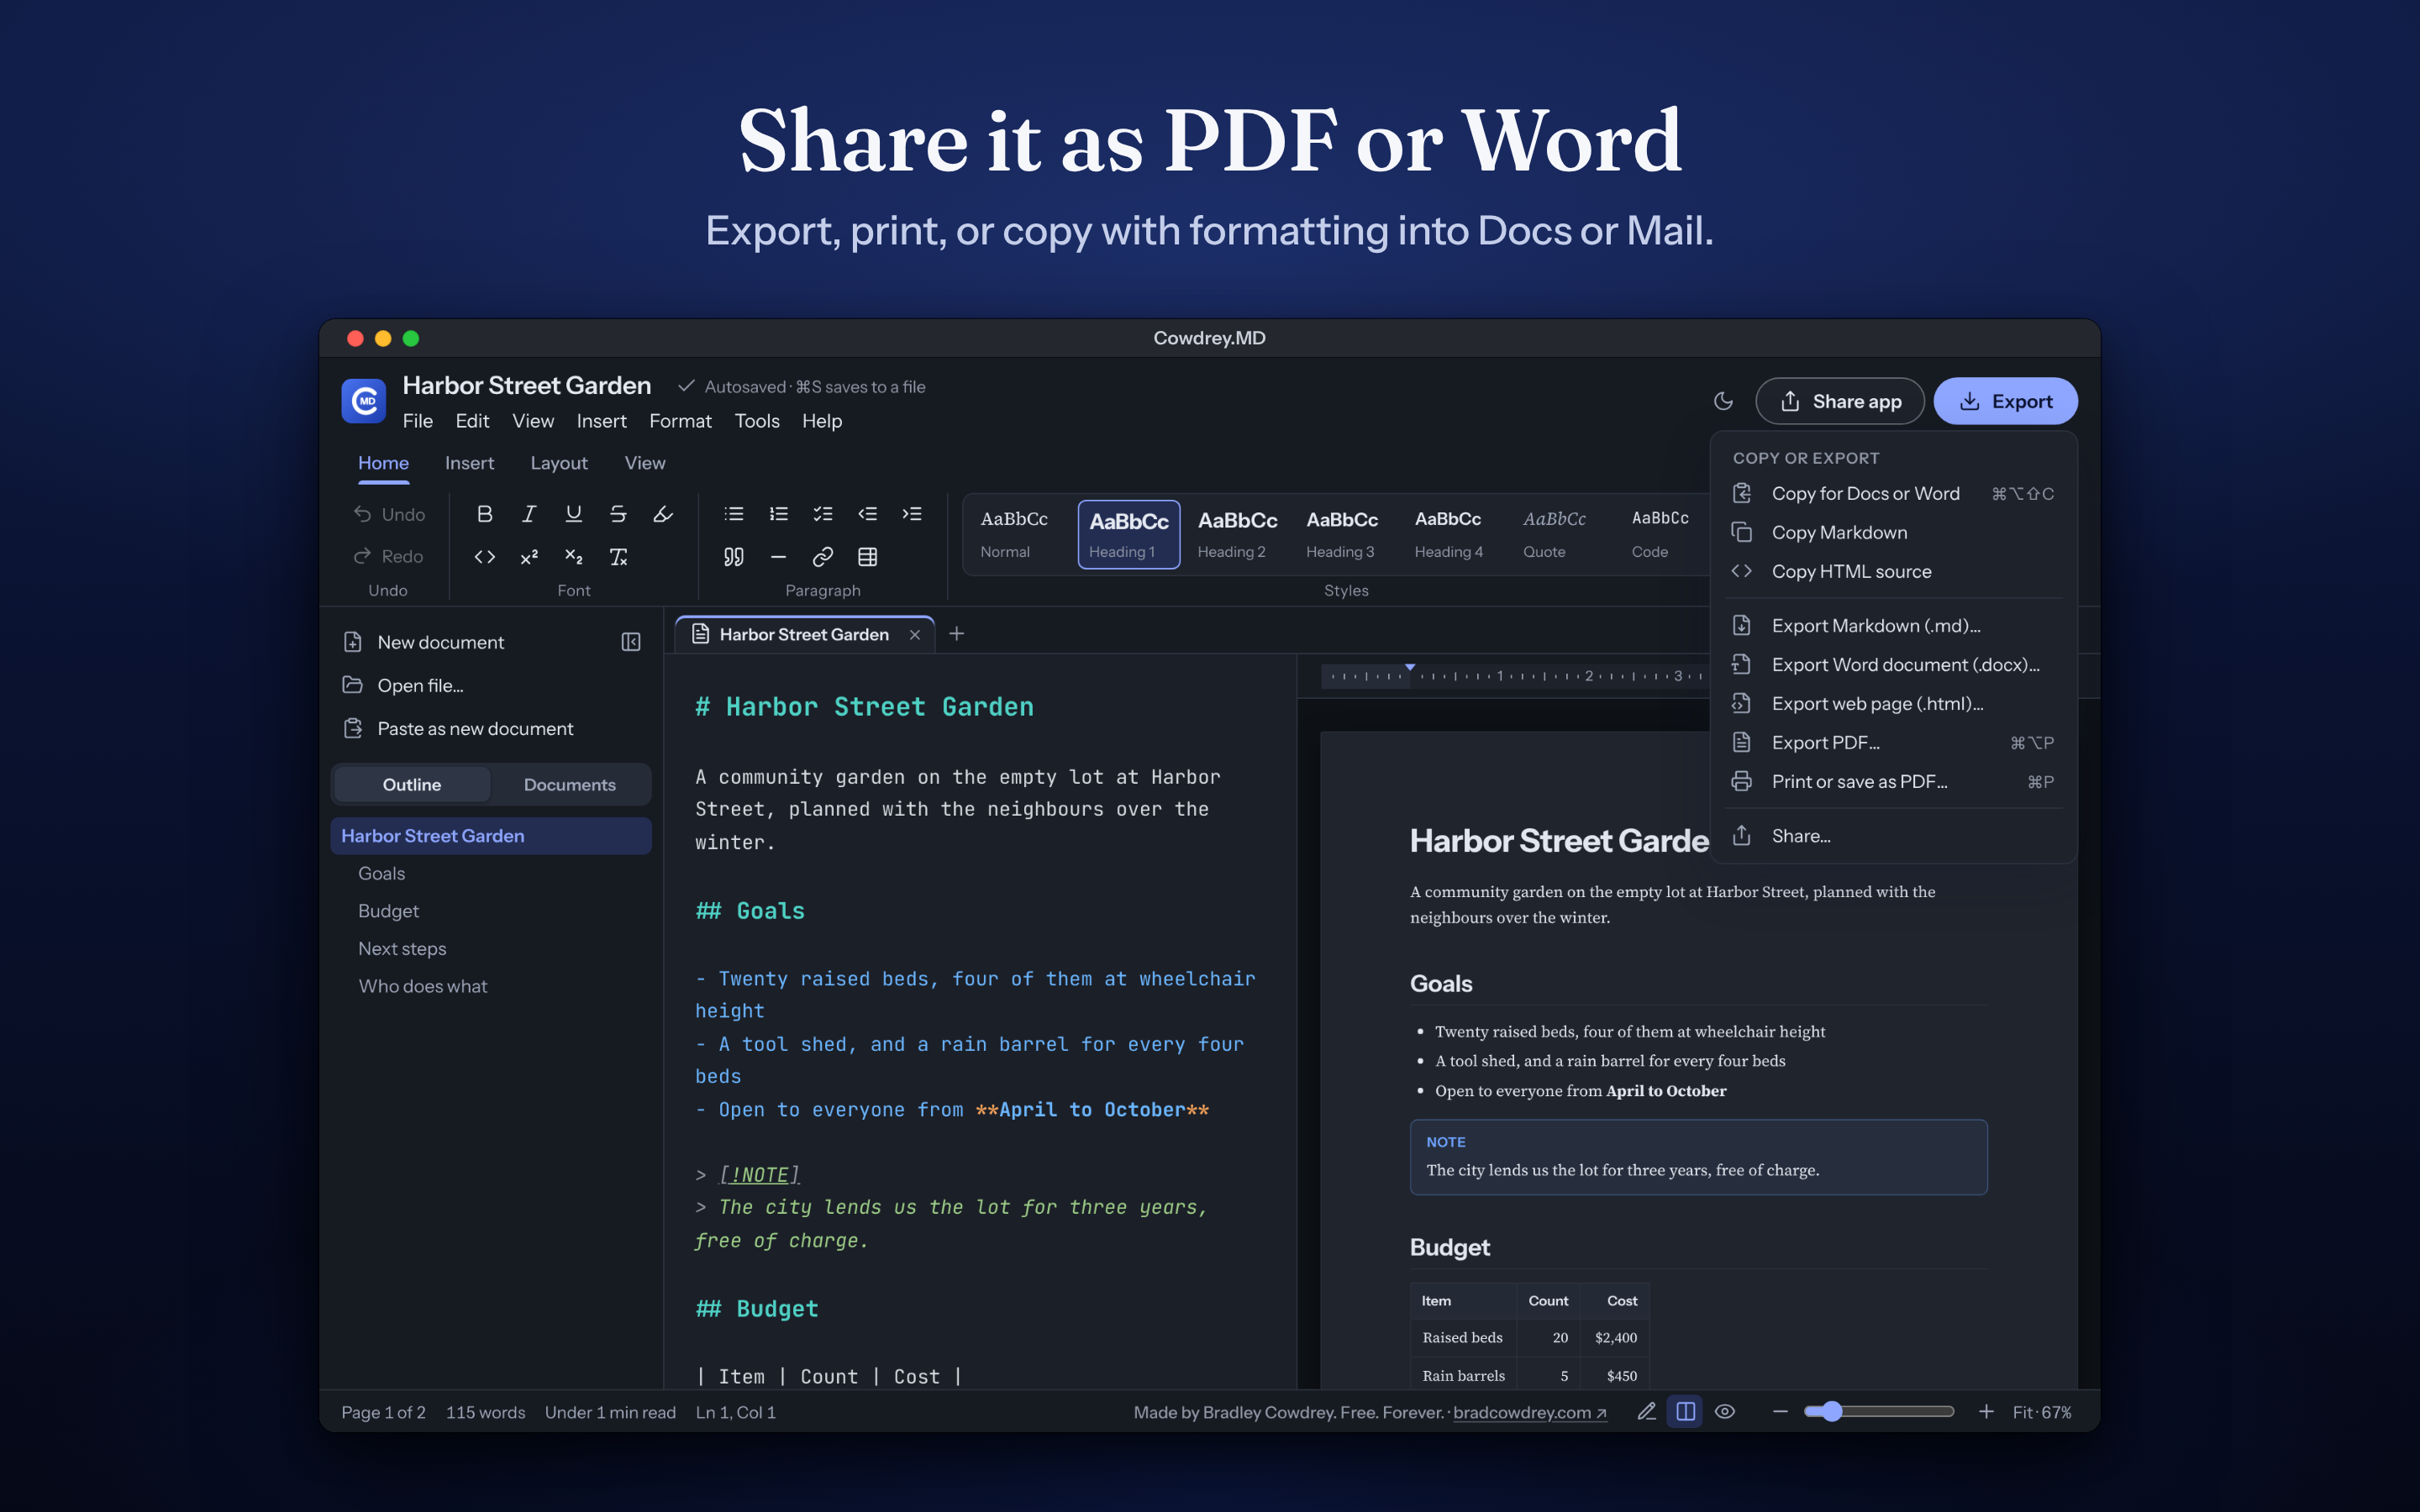 Share it as PDF or Word
Export, print, or copy with formatting into Docs or Mail.
Cowdrey.MD
MD
Harbor Street Garden
Autosaved · ⌘S saves to a file
File Edit View Insert Format Tools Help
Share app
Export
Home Insert Layout View
Undo
Redo
Undo
Font
Paragraph
AaBbCc AaBbCc AaBbCc AaBbCc AaBbCc AaBbCc AaBbCc
Normal Heading 1 Heading 2 Heading 3 Heading 4 Quote Code
Styles
COPY OR EXPORT
Copy for Docs or Word ⌘⌥⇧C
Copy Markdown
Copy HTML source
Export Markdown (.md)...
Export Word document (.docx)...
Export web page (.html)...
Export PDF... ⌘⌥P
Print or save as PDF... ⌘P
Share...
New document
Open file...
Paste as new document
Outline Documents
Harbor Street Garden
Goals
Budget
Next steps
Who does what
Harbor Street Garden
# Harbor Street Garden
A community garden on the empty lot at Harbor
Street, planned with the neighbours over the
winter.
## Goals
- Twenty raised beds, four of them at wheelchair
height
- A tool shed, and a rain barrel for every four
beds
- Open to everyone from **April to October**
> [!NOTE]
> The city lends us the lot for three years,
free of charge.
## Budget
| Item | Count | Cost |
1 2 3
Harbor Street Garde
A community garden on the empty lot at Harbor Street, planned with the
neighbours over the winter.
Goals
• Twenty raised beds, four of them at wheelchair height
• A tool shed, and a rain barrel for every four beds
• Open to everyone from April to October
NOTE
The city lends us the lot for three years, free of charge.
Budget
Item Count Cost
Raised beds 20 $2,400
Rain barrels 5 $450
Page 1 of 2 115 words Under 1 min read Ln 1, Col 1
Made by Bradley Cowdrey. Free. Forever. · bradcowdrey.com ↗
Fit · 67%